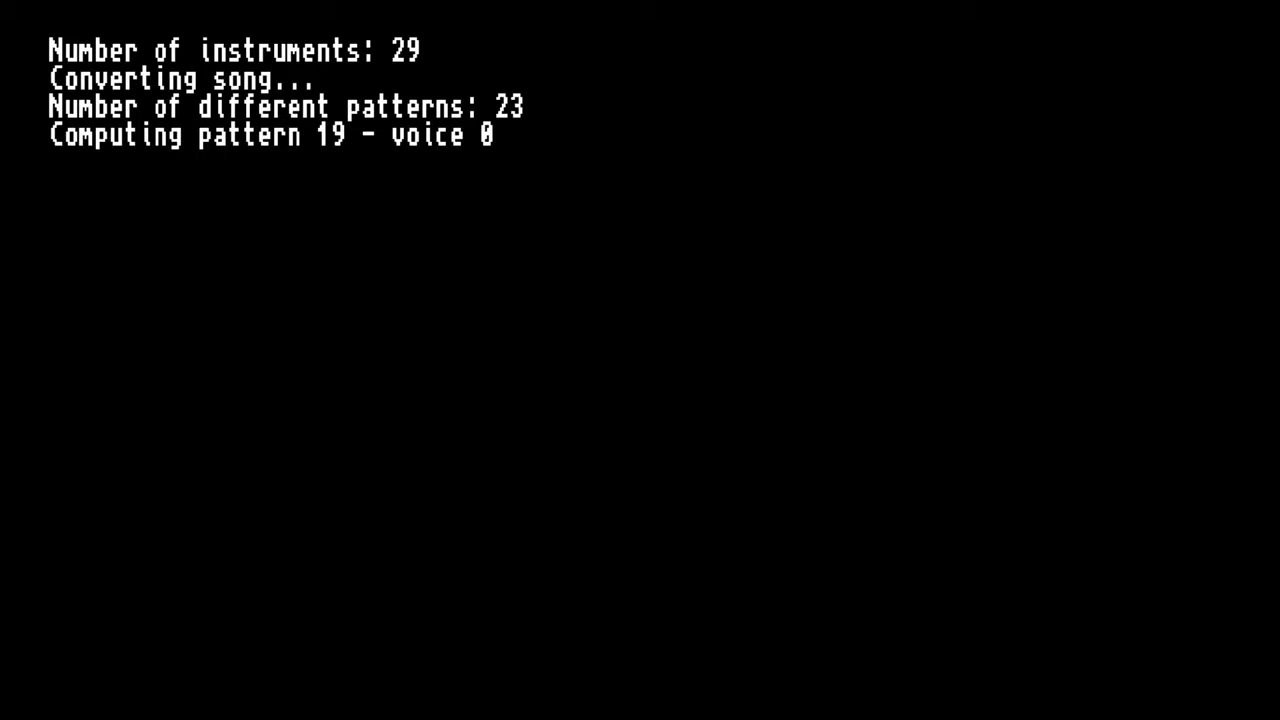 Number of instruments: 29
Converting song...
Number of different patterns: 23
Computing pattern 19 - voice 0